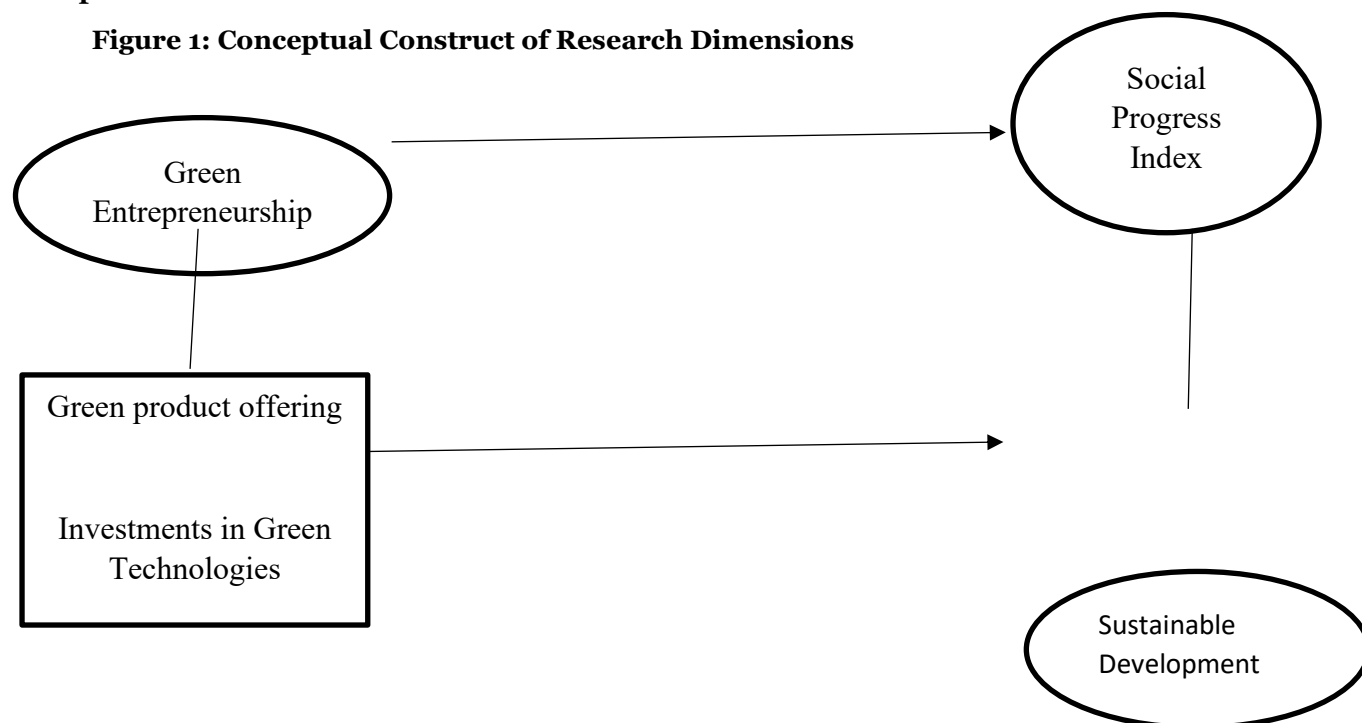 Figure 1: Conceptual Construct of Research Dimensions
Social
Progress
Index
Green
Entrepreneurship
Green product offering
Investments in Green
Technologies
Sustainable
Development